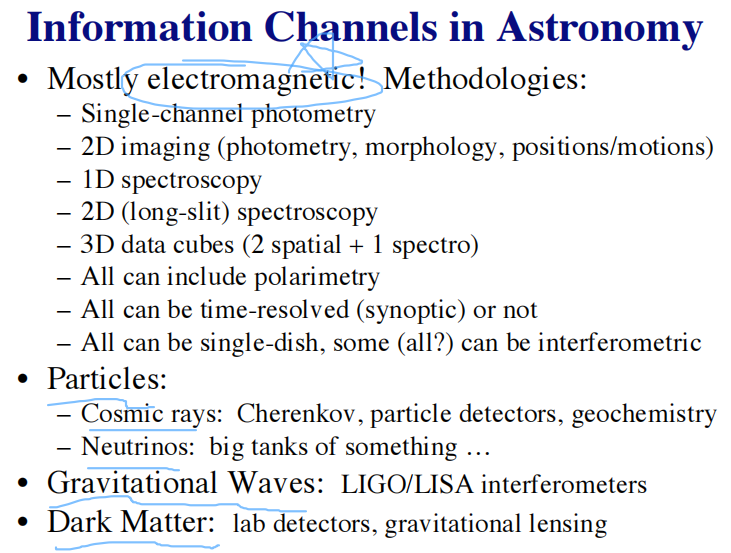 Information Channels in Astronomy
• Mostly electromagnetic! Methodologies:
– Single-channel photometry
– 2D imaging (photometry, morphology, positions/motions)
– 1D spectroscopy
– 2D (long-slit) spectroscopy
– 3D data cubes (2 spatial + 1 spectro)
– All can include polarimetry
– All can be time-resolved (synoptic) or not
– All can be single-dish, some (all?) can be interferometric
• Particles:
– Cosmic rays: Cherenkov, particle detectors, geochemistry
– Neutrinos: big tanks of something …
• Gravitational Waves: LIGO/LISA interferometers
• Dark Matter: lab detectors, gravitational lensing